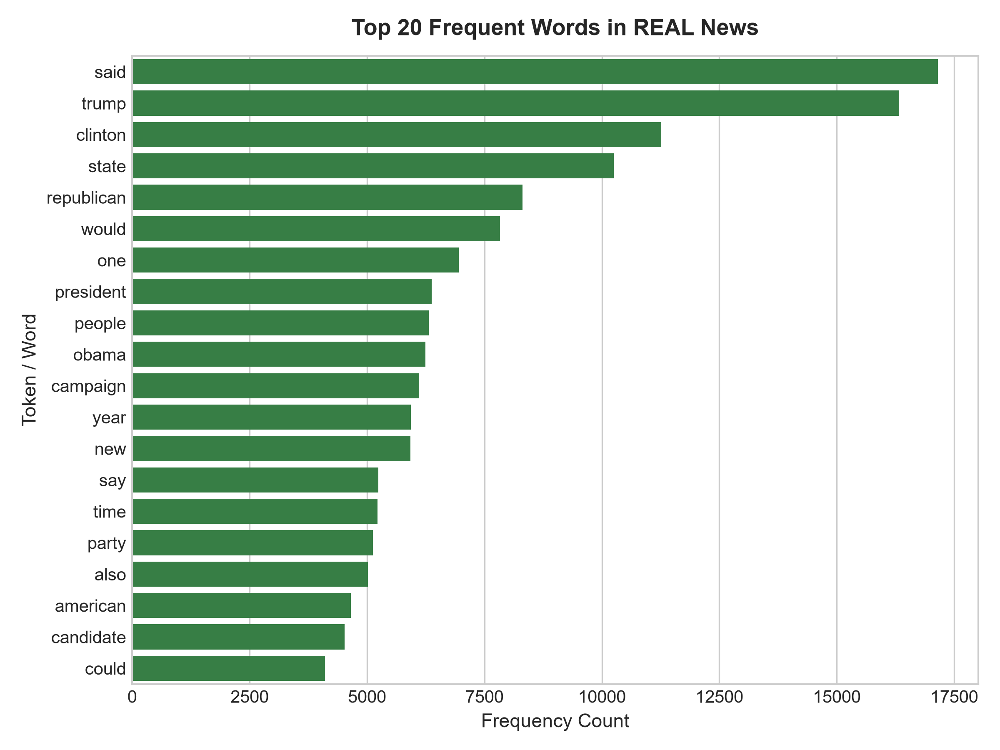 Top 20 Frequent Words in REAL News
said
trump
clinton
state
republican
would
one
president
people
obama
campaign
year
new
say
time
party
also
american
candidate
could
Token / Word
0 2500 5000 7500 10000 12500 15000 17500
Frequency Count